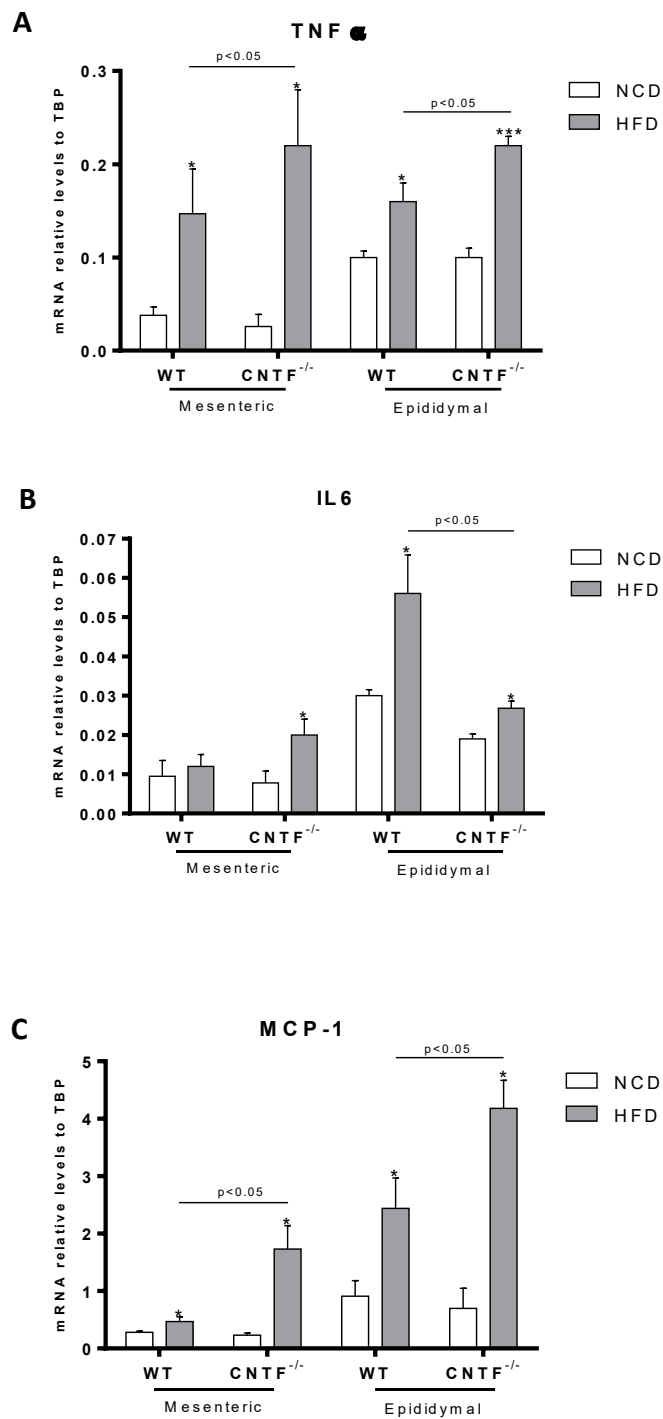 A
TNF α
p<0.05
p<0.05
NCD
HFD
mRNA relative levels to TBP
0.3
0.2
0.1
0.0
* * * ***
WT CNTF-/- WT CNTF-/-
Mesenteric Epididymal
B
IL6
p<0.05
NCD
HFD
mRNA relative levels to TBP
0.07
0.06
0.05
0.04
0.03
0.02
0.01
0.00
* * *
WT CNTF-/- WT CNTF-/-
Mesenteric Epididymal
C
MCP-1
p<0.05
p<0.05
NCD
HFD
mRNA relative levels to TBP
5
4
3
2
1
0
* * * *
WT CNTF-/- WT CNTF-/-
Mesenteric Epididymal